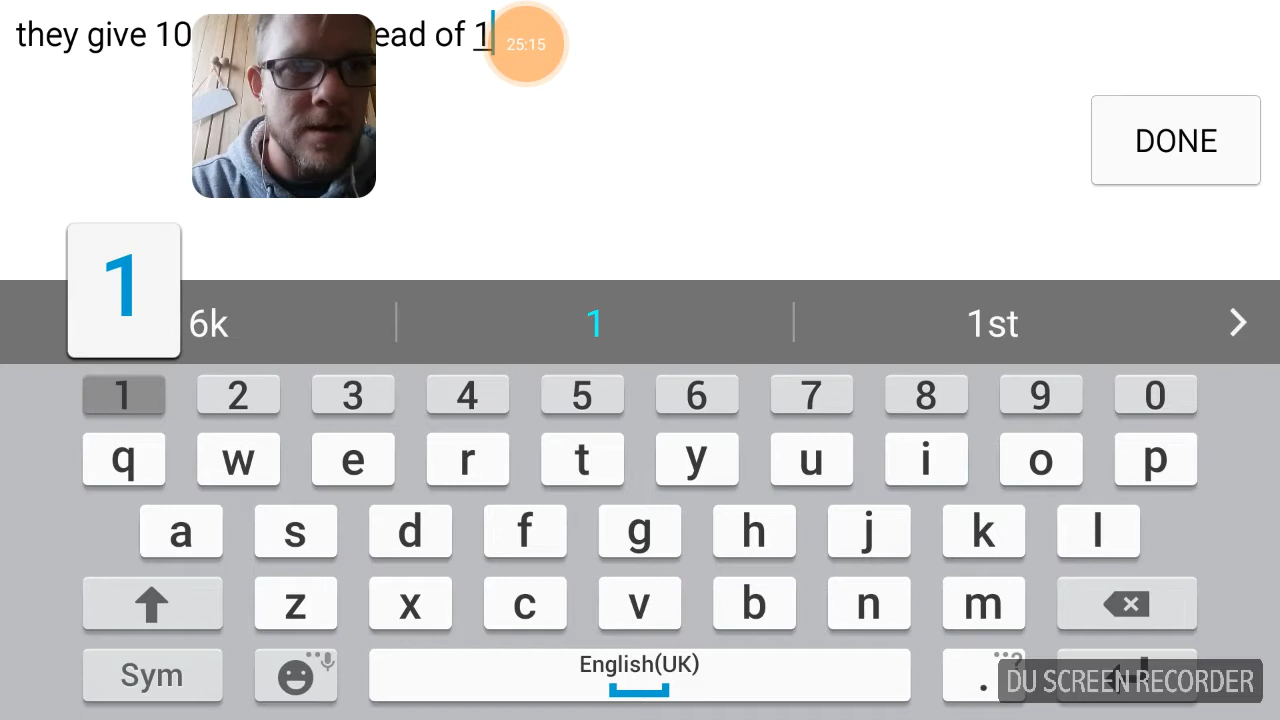 they give 10 ead of 1
25:15
DONE
1
6k 1 1st
1 2 3 4 5 6 7 8 9 0
q w e r t y u i o p
a s d f g h j k l
z x c v b n m
English(UK)
Sym . ?
DU SCREEN RECORDER